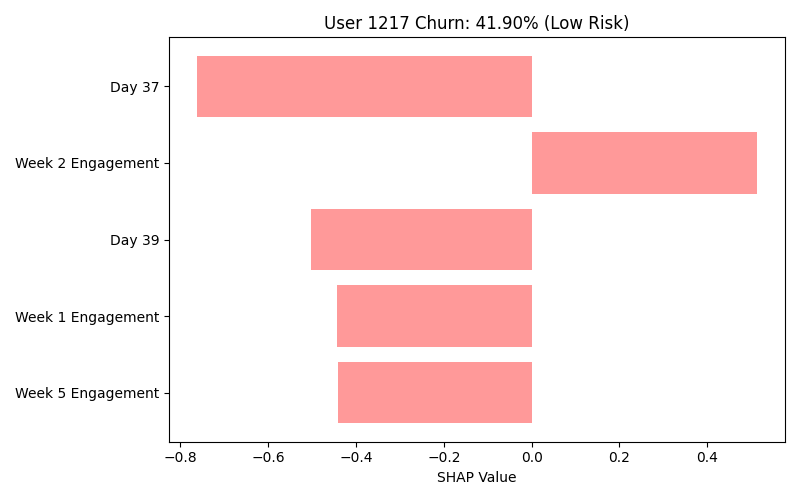 User 1217 Churn: 41.90% (Low Risk)
Day 37
Week 2 Engagement
Day 39
Week 1 Engagement
Week 5 Engagement
−0.8 −0.6 −0.4 −0.2 0.0 0.2 0.4
SHAP Value